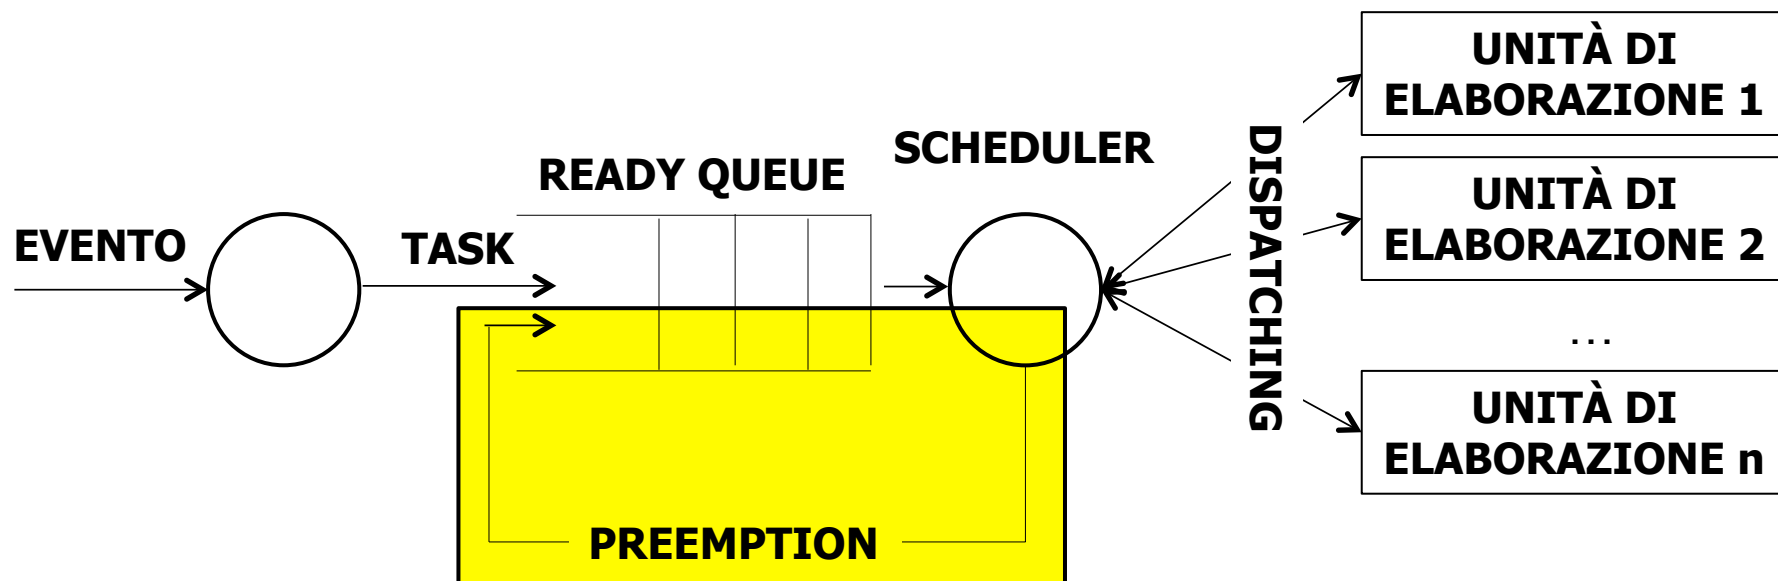 EVENTO
TASK
READY QUEUE
SCHEDULER
DISPATCHING
UNITÀ DI
ELABORAZIONE 1
UNITÀ DI
ELABORAZIONE 2
...
UNITÀ DI
ELABORAZIONE n
PREEMPTION